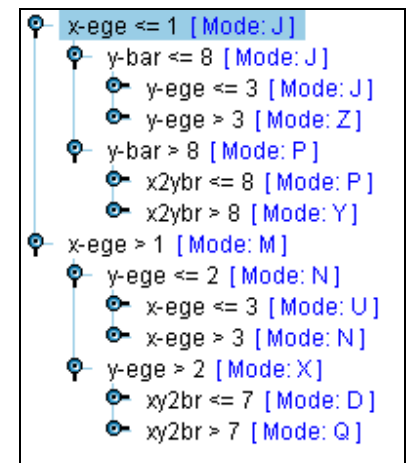 x-ege <= 1 [Mode: J]
y-bar <= 8 [Mode: J]
y-ege <= 3 [Mode: J]
y-ege > 3 [Mode: Z]
y-bar > 8 [Mode: P]
x2ybr <= 8 [Mode: P]
x2ybr > 8 [Mode: Y]
x-ege > 1 [Mode: M]
y-ege <= 2 [Mode: N]
x-ege <= 3 [Mode: U]
x-ege > 3 [Mode: N]
y-ege > 2 [Mode: X]
xy2br <= 7 [Mode: D]
xy2br > 7 [Mode: Q]